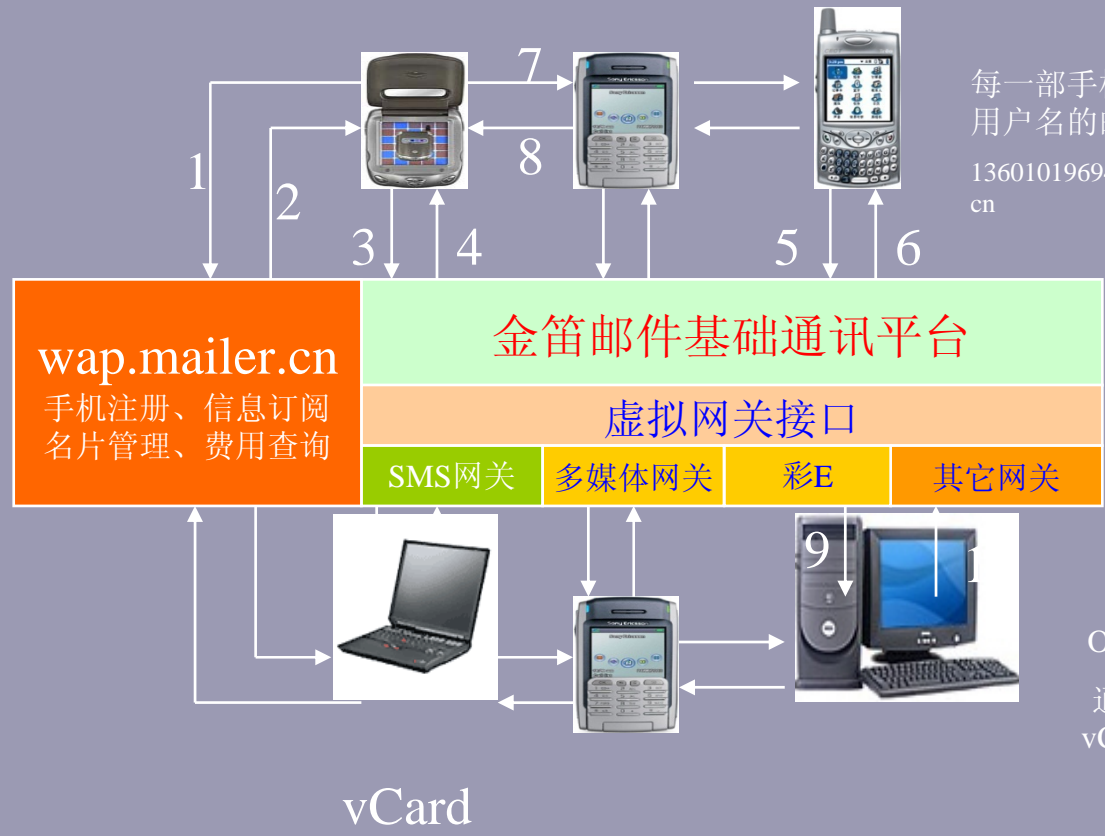 7
每一部手
用户名的
1360101969
cn
8
1
2
3
4
5
6
金笛邮件基础通讯平台
wap.mailer.cn
手机注册、信息订阅
名片管理、费用查询
虚拟网关接口
SMS网关
多媒体网关
彩E
其它网关
9
1
vCard